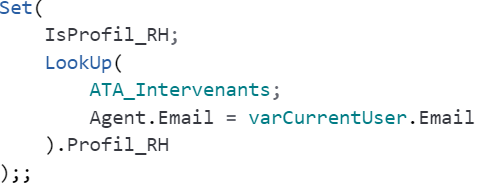 Set(
    IsProfil_RH;
    LookUp(
        ATA_Intervenants;
        Agent.Email = varCurrentUser.Email
    ).Profil_RH
);;